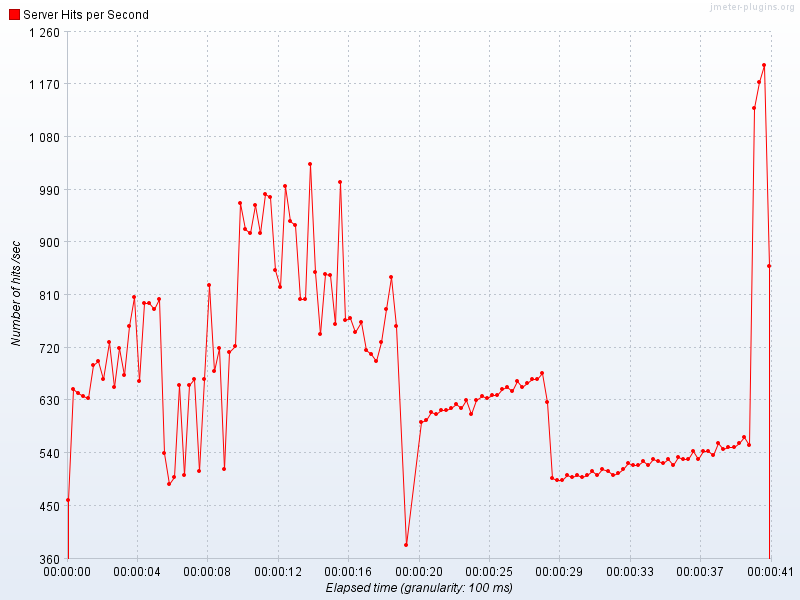 jmeter-plugins.org
Server Hits per Second
1 260
1 170
1 080
990
900
810
720
630
540
450
360
Number of hits /sec
00:00:00 00:00:04 00:00:08 00:00:12 00:00:16 00:00:20 00:00:25 00:00:29 00:00:33 00:00:37 00:00:41
Elapsed time (granularity: 100 ms)